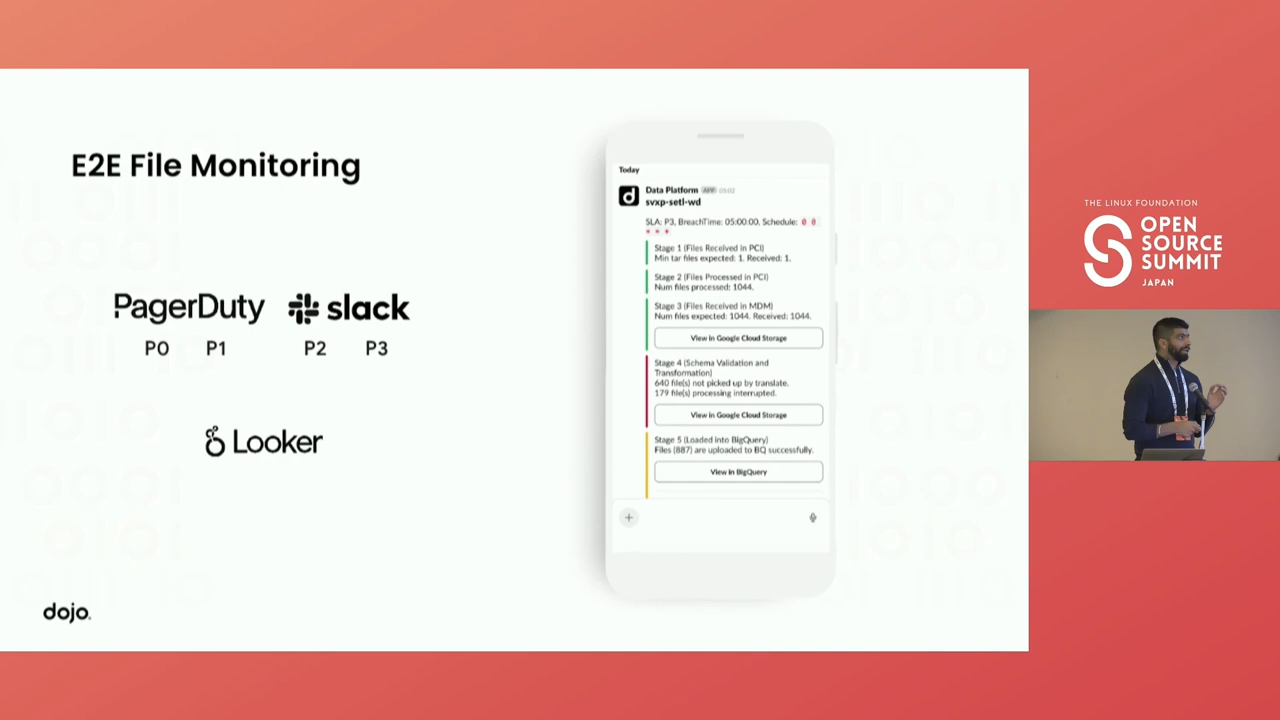 E2E File Monitoring
PagerDuty
slack
P0 P1 P2 P3
Looker
dojo.
Today
Data Platform APP 05:02
svxp-setl-wd
SLA: P3, BreachTime: 05:00:00, Schedule: 0 0
* * *
Stage 1 (Files Received in PCI)
Min tar files expected: 1. Received: 1.
Stage 2 (Files Processed in PCI)
Num files processed: 1044.
Stage 3 (Files Received in MDM)
Num files expected: 1044. Received: 1044.
View in Google Cloud Storage
Stage 4 (Schema Validation and
Transformation)
640 file(s) not picked up by translate.
179 file(s) processing interrupted.
View in Google Cloud Storage
Stage 5 (Loaded into BigQuery)
Files (887) are uploaded to BQ successfully.
View in BigQuery
THE LINUX FOUNDATION
OPEN
SOURCE
SUMMIT
JAPAN